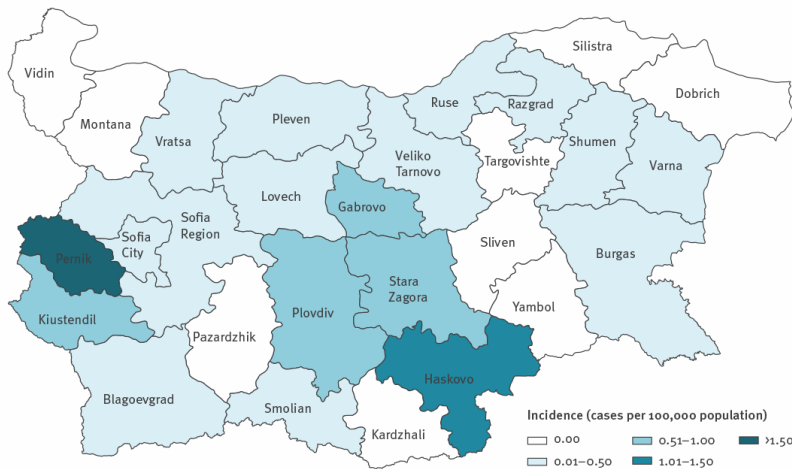 Silistra
Vidin
Dobrich
Montana
Ruse
Razgrad
Pleven
Vratsa
Shumen
Veliko
Tarnovo
Targovishte
Varna
Lovech
Gabrovo
Sofia
Region
Sofia
City
Sliven
Burgas
Pernik
Stara
Zagora
Yambol
Plovdiv
Kiustendil
Pazardzhik
Haskovo
Blagoevgrad
Smolian
Kardzhali
Incidence (cases per 100,000 population)
0.00 0.51–1.00 >1.50
0.01–0.50 1.01–1.50